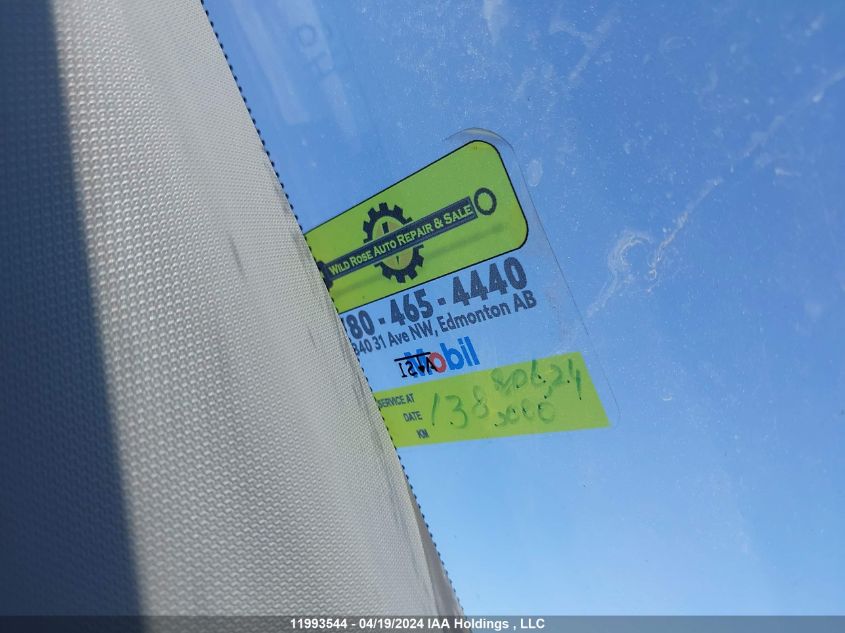 WILD ROSE AUTO REPAIR & SALE
780 - 465 - 4440
840 31 Ave NW, Edmonton AB
Mobil
SERVICE AT
DATE
KM
138
11993544 - 04/19/2024 IAA Holdings , LLC